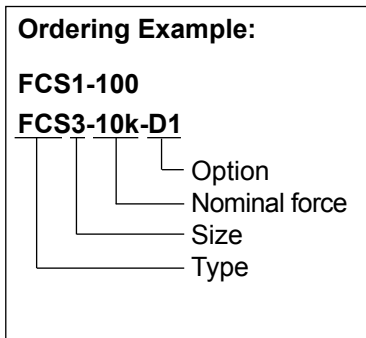 Ordering Example:
FCS1-100
FCS3-10k-D1
Option
Nominal force
Size
Type